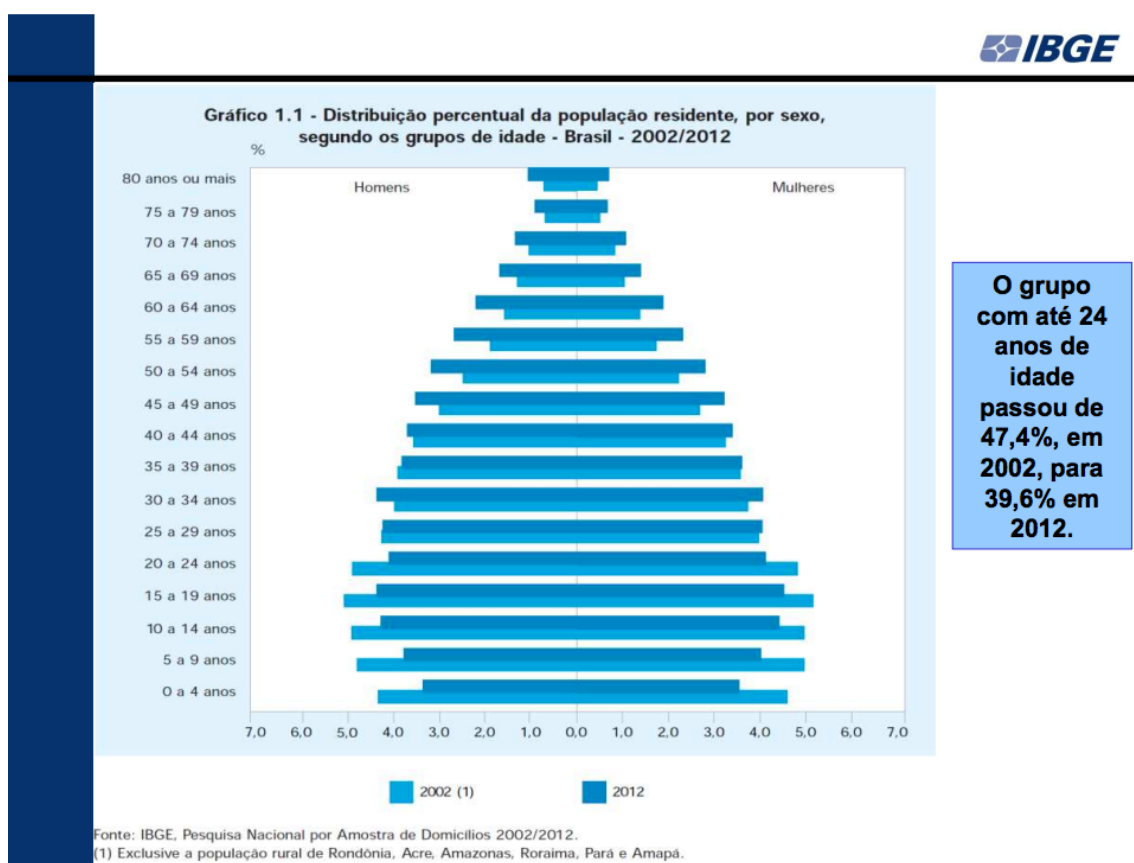 IBGE
Gráfico 1.1 - Distribuição percentual da população residente, por sexo,
segundo os grupos de idade - Brasil - 2002/2012
%
80 anos ou mais
Homens
Mulheres
75 a 79 anos
70 a 74 anos
65 a 69 anos
60 a 64 anos
55 a 59 anos
50 a 54 anos
45 a 49 anos
40 a 44 anos
35 a 39 anos
30 a 34 anos
25 a 29 anos
20 a 24 anos
15 a 19 anos
10 a 14 anos
5 a 9 anos
0 a 4 anos
7,0 6,0 5,0 4,0 3,0 2,0 1,0 0,0 1,0 2,0 3,0 4,0 5,0 6,0 7,0
2002 (1)
2012
O grupo
com até 24
anos de
idade
passou de
47,4%, em
2002, para
39,6% em
2012.
Fonte: IBGE, Pesquisa Nacional por Amostra de Domicílios 2002/2012.
(1) Exclusive a população rural de Rondônia, Acre, Amazonas, Roraima, Pará e Amapá.